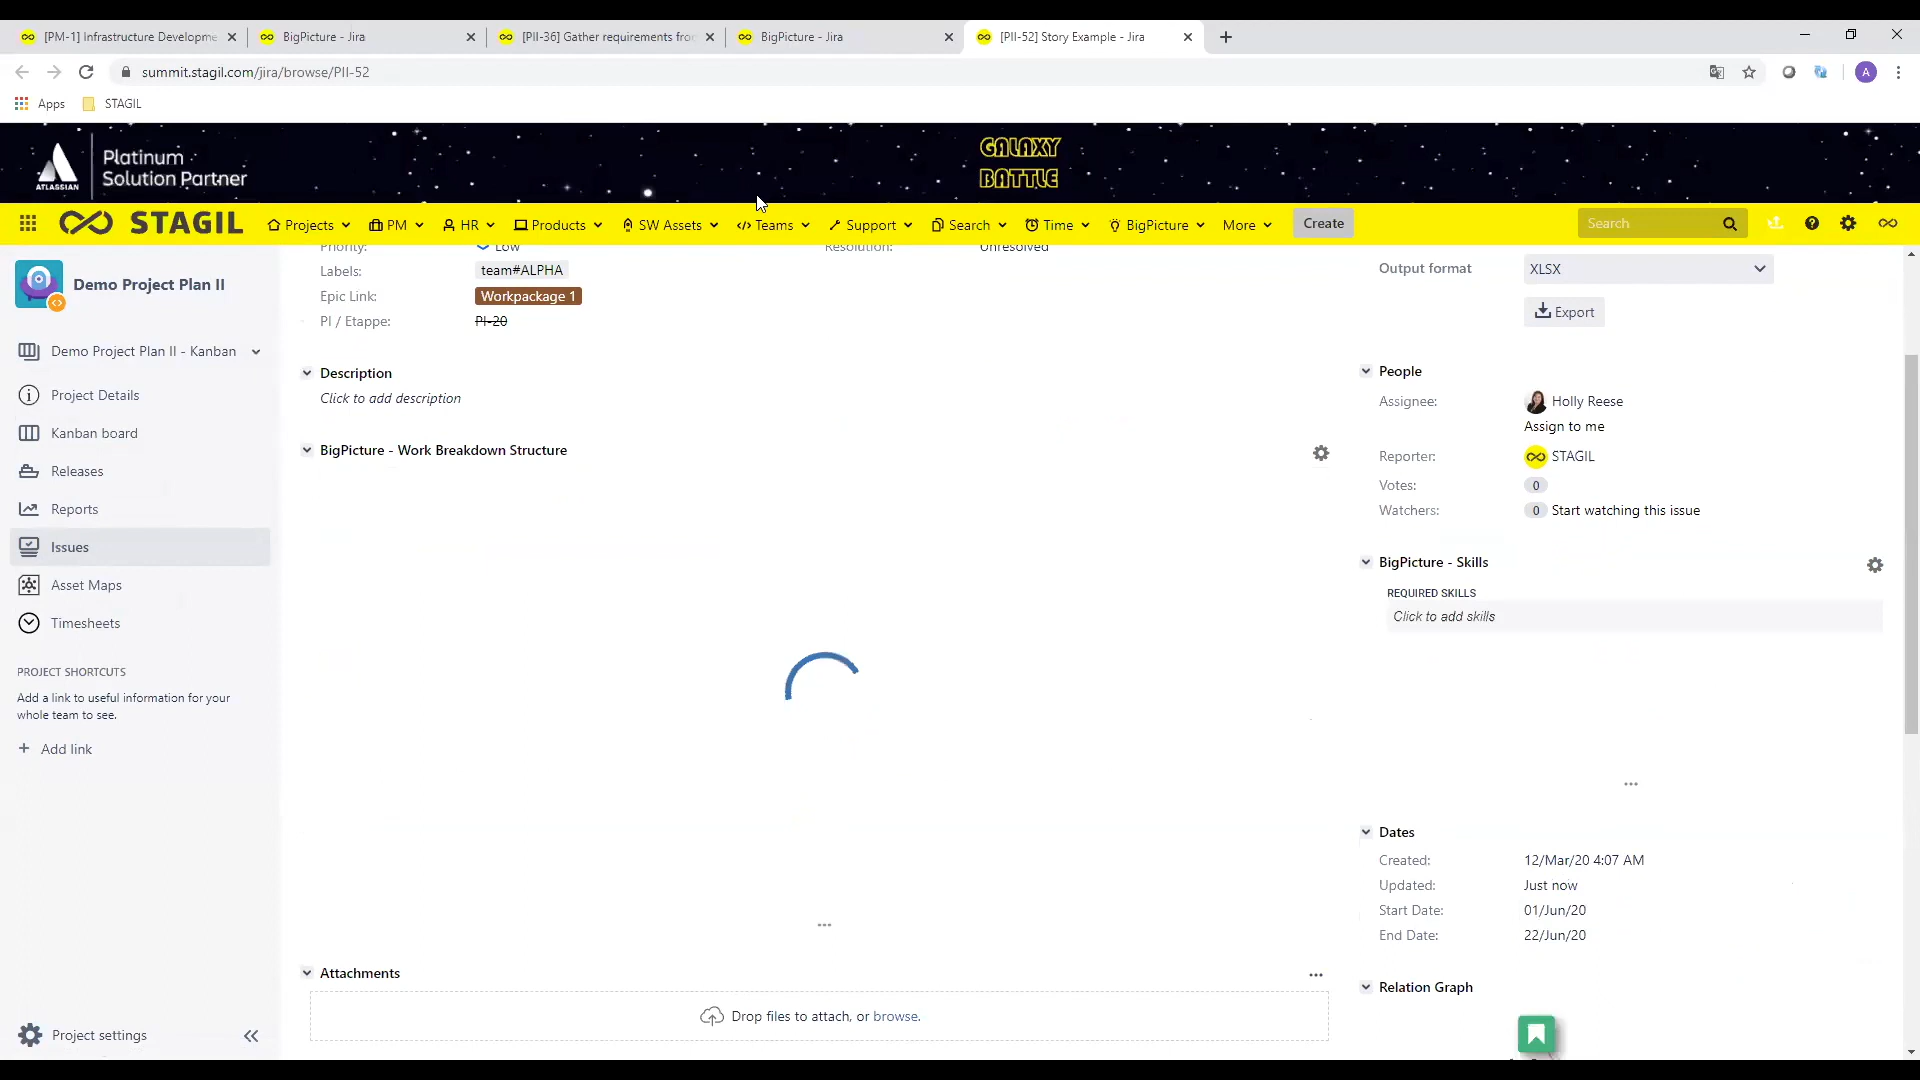 [PM-1] Infrastructure Developme
BigPicture - Jira
[PII-36] Gather requirements fro
BigPicture - Jira
[PII-52] Story Example - Jira
summit.stagil.com/jira/browse/PII-52
A
Apps
STAGIL
ATLASSIAN
Platinum
Solution Partner
GALAXY
BATTLE
STAGIL
Projects
PM
HR
Products
SW Assets
Teams
Support
Search
Time
BigPicture
More
Create
Search
Demo Project Plan II
Demo Project Plan II - Kanban
Project Details
Kanban board
Releases
Reports
Issues
Asset Maps
Timesheets
PROJECT SHORTCUTS
Add a link to useful information for your
whole team to see.
Add link
Project settings
Priority: Low
Resolution: Unresolved
Labels: team#ALPHA
Epic Link: Workpackage 1
PI / Etappe: PI-20
Description
Click to add description
BigPicture - Work Breakdown Structure
Attachments
Drop files to attach, or browse.
Output format XLSX
Export
People
Assignee: Holly Reese
Assign to me
Reporter: STAGIL
Votes: 0
Watchers: 0 Start watching this issue
BigPicture - Skills
REQUIRED SKILLS
Click to add skills
Dates
Created: 12/Mar/20 4:07 AM
Updated: Just now
Start Date: 01/Jun/20
End Date: 22/Jun/20
Relation Graph